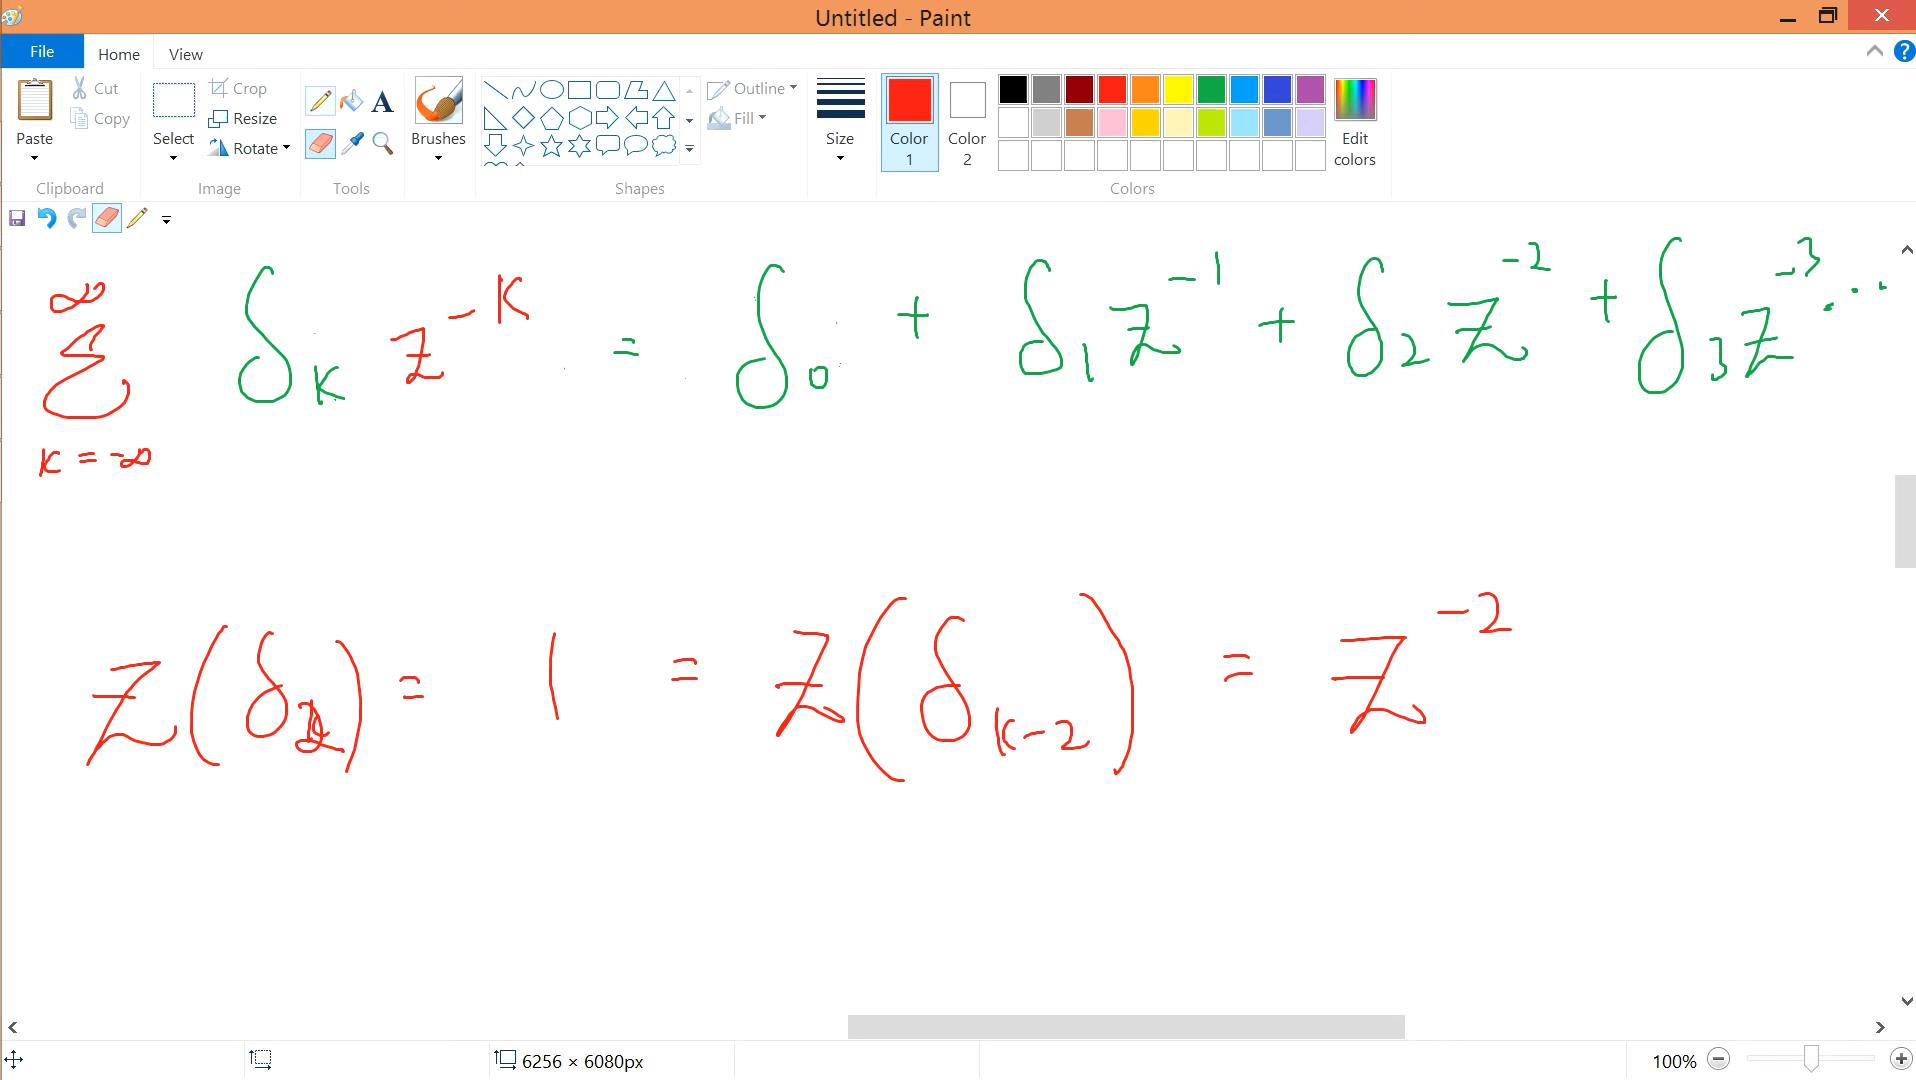 Untitled - Paint
File Home View
Paste Cut Copy Clipboard
Select Crop Resize Rotate Image
A Tools
Brushes
Shapes Outline Fill
Size
Color 1 Color 2 Edit colors Colors
∞
Σ δ_k z^{-K} = δ_0 + δ_1 z^{-1} + δ_2 z^{-2} + δ_3 z^{-3} ...
k = -∞
Z(δ) = 1 = Z(δ_{k-2}) = Z^{-2}
6256 × 6080px 100%